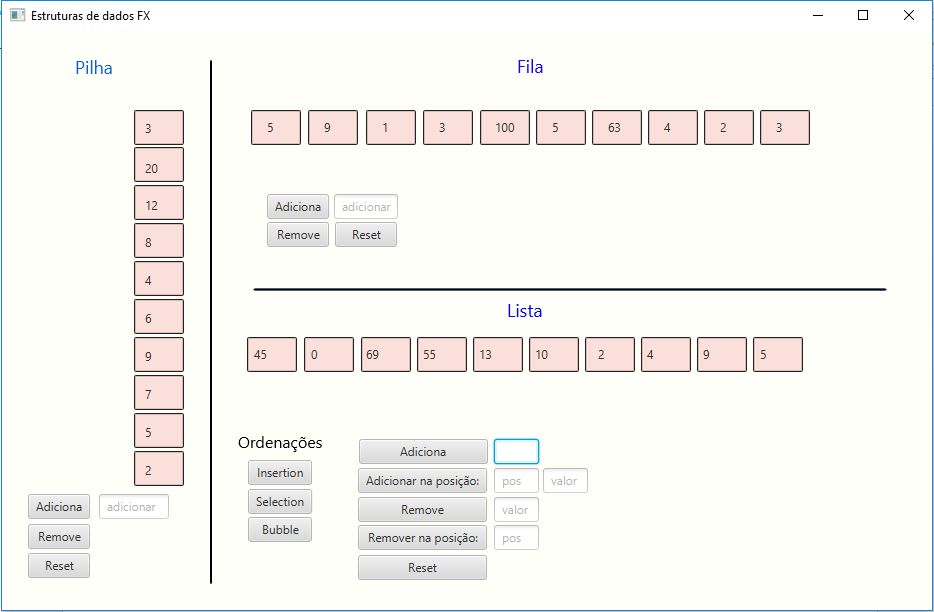 Estruturas de dados FX
Pilha
3
20
12
8
4
6
9
7
5
2
Adiciona adicionar
Remove
Reset
Fila
5 9 1 3 100 5 63 4 2 3
Adiciona adicionar
Remove Reset
Lista
45 0 69 55 13 10 2 4 9 5
Ordenações
Insertion
Selection
Bubble
Adiciona
Adicionar na posição: pos valor
Remove valor
Remover na posição: pos
Reset